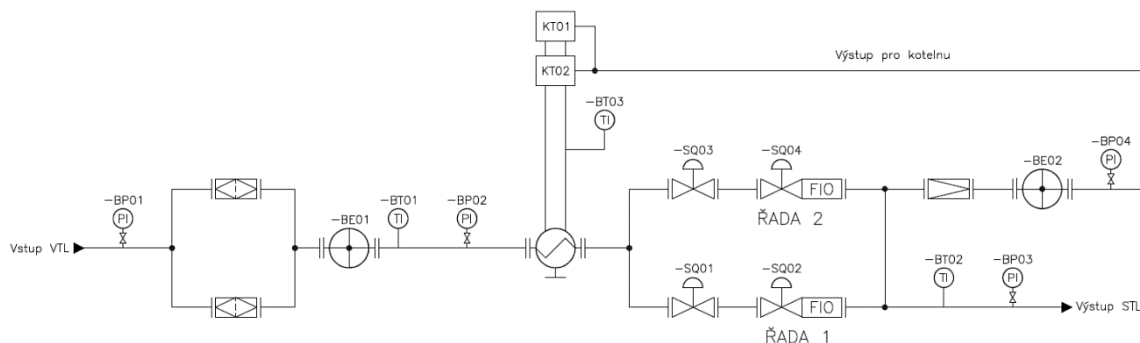 KT01
KT02
Výstup pro kotelnu
-BT03
TI
-SQ03
-SQ04
-BE02
-BP04
PI
FIO
ŘADA 2
-BP01
PI
-BE01
-BT01
TI
-BP02
PI
Vstup VTL
-SQ01
-SQ02
FIO
ŘADA 1
-BT02
TI
-BP03
PI
Výstup STL